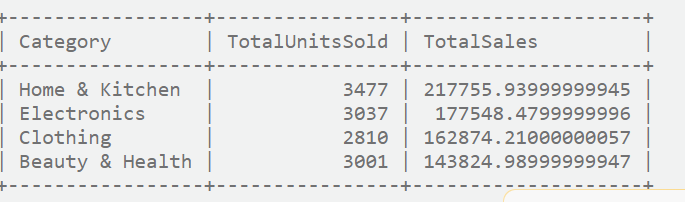 +-----------------+----------------+--------------------+
| Category        | TotalUnitsSold | TotalSales         |
+-----------------+----------------+--------------------+
| Home & Kitchen  |           3477 | 217755.93999999945 |
| Electronics     |           3037 |  177548.4799999996 |
| Clothing        |           2810 | 162874.21000000057 |
| Beauty & Health |           3001 | 143824.98999999947 |
+-----------------+----------------+--------------------+